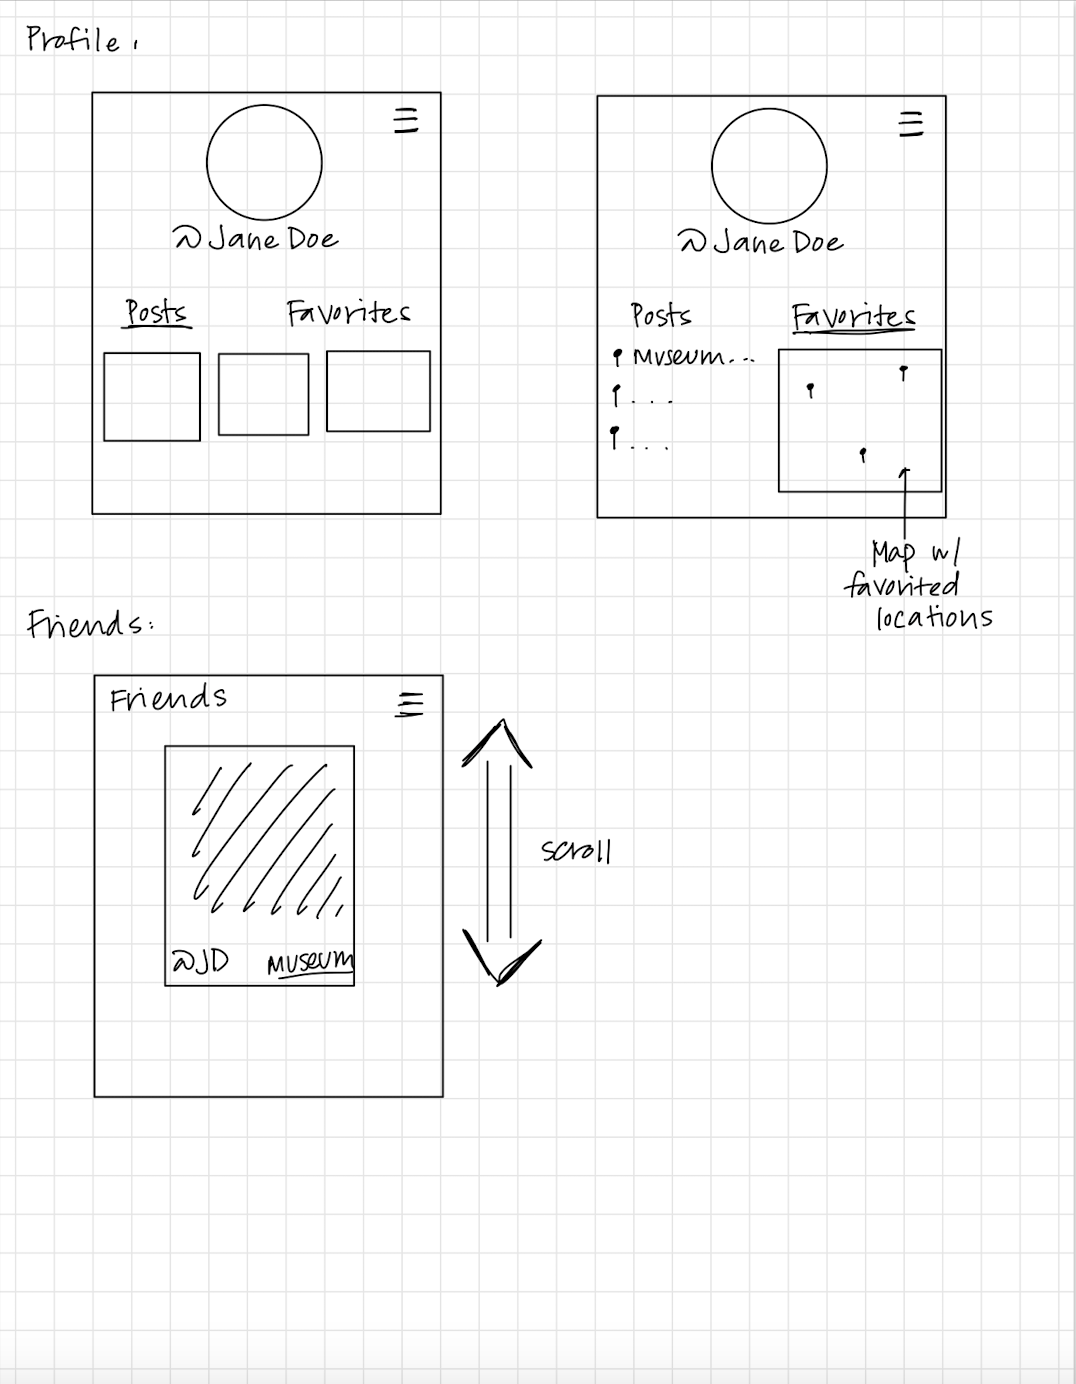 Profile:
@Jane Doe
Posts Favorites
@Jane Doe
Posts Favorites
Museum...
...
...
Map w/
favorited
locations
Friends:
Friends
@JD Museum
scroll